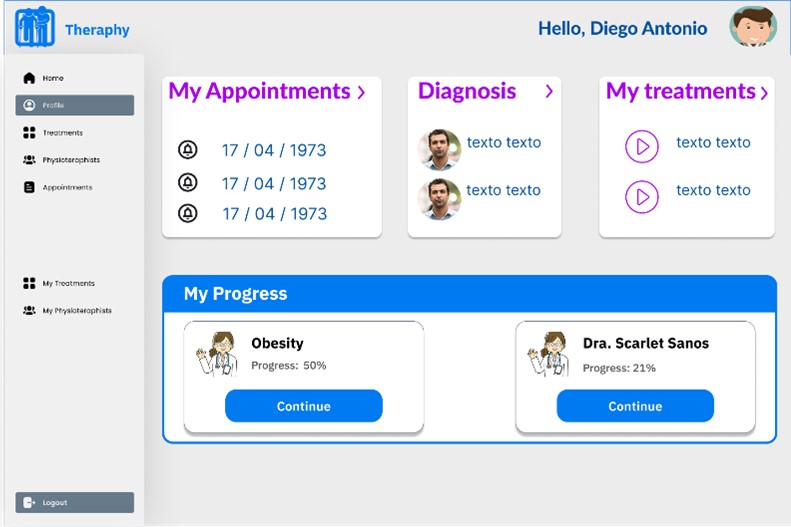 Theraphy
Hello, Diego Antonio
Home
Profile
Treatments
Physioteraphists
Appointments
My Treatments
My Physioteraphists
Logout
My Appointments >
17 / 04 / 1973
17 / 04 / 1973
17 / 04 / 1973
Diagnosis >
texto texto
texto texto
My treatments >
texto texto
texto texto
My Progress
Obesity
Progress: 50%
Continue
Dra. Scarlet Sanos
Progress: 21%
Continue